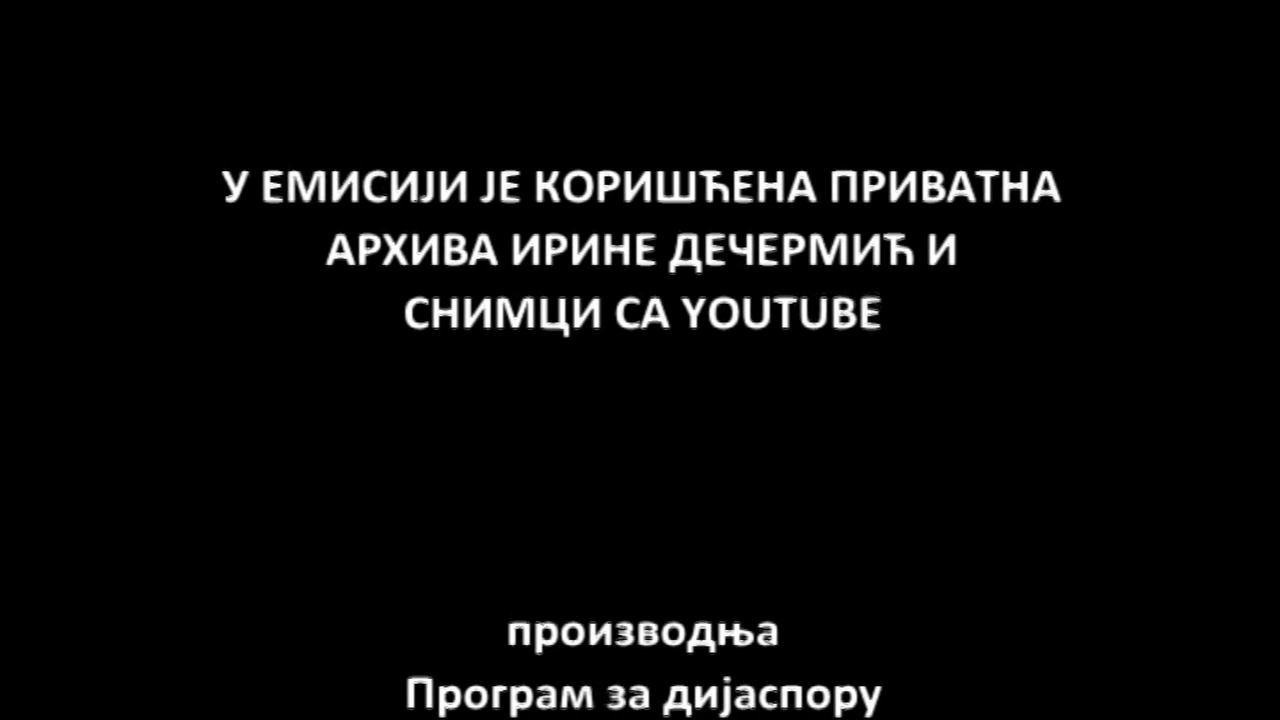 У ЕМИСИЈИ ЈЕ КОРИШЋЕНА ПРИВАТНА
АРХИВА ИРИНЕ ДЕЧЕРМИЋ И
СНИМЦИ СА YOUTUBE
производња
Програм за дијаспору